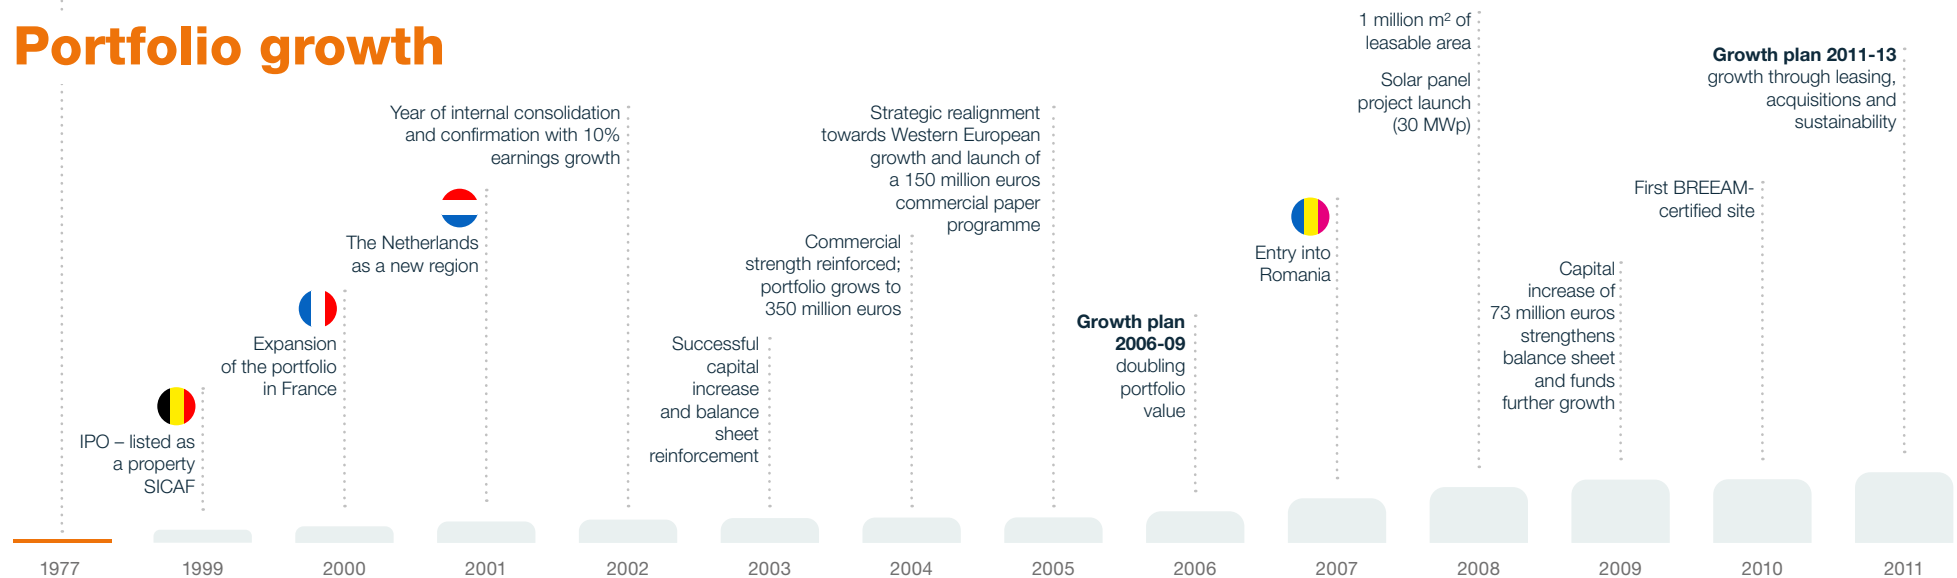 Portfolio growth
IPO – listed as
a property
SICAF
Expansion
of the portfolio
in France
The Netherlands
as a new region
Year of internal consolidation
and confirmation with 10%
earnings growth
Successful
capital
increase
and balance
sheet
reinforcement
Commercial
strength reinforced;
portfolio grows to
350 million euros
Strategic realignment
towards Western European
growth and launch of
a 150 million euros
commercial paper
programme
Growth plan
2006-09
doubling
portfolio
value
Entry into
Romania
1 million m² of
leasable area
Solar panel
project launch
(30 MWp)
Capital
increase of
73 million euros
strengthens
balance sheet
and funds
further growth
First BREEAM-
certified site
Growth plan 2011-13
growth through leasing,
acquisitions and
sustainability
1977
1999
2000
2001
2002
2003
2004
2005
2006
2007
2008
2009
2010
2011